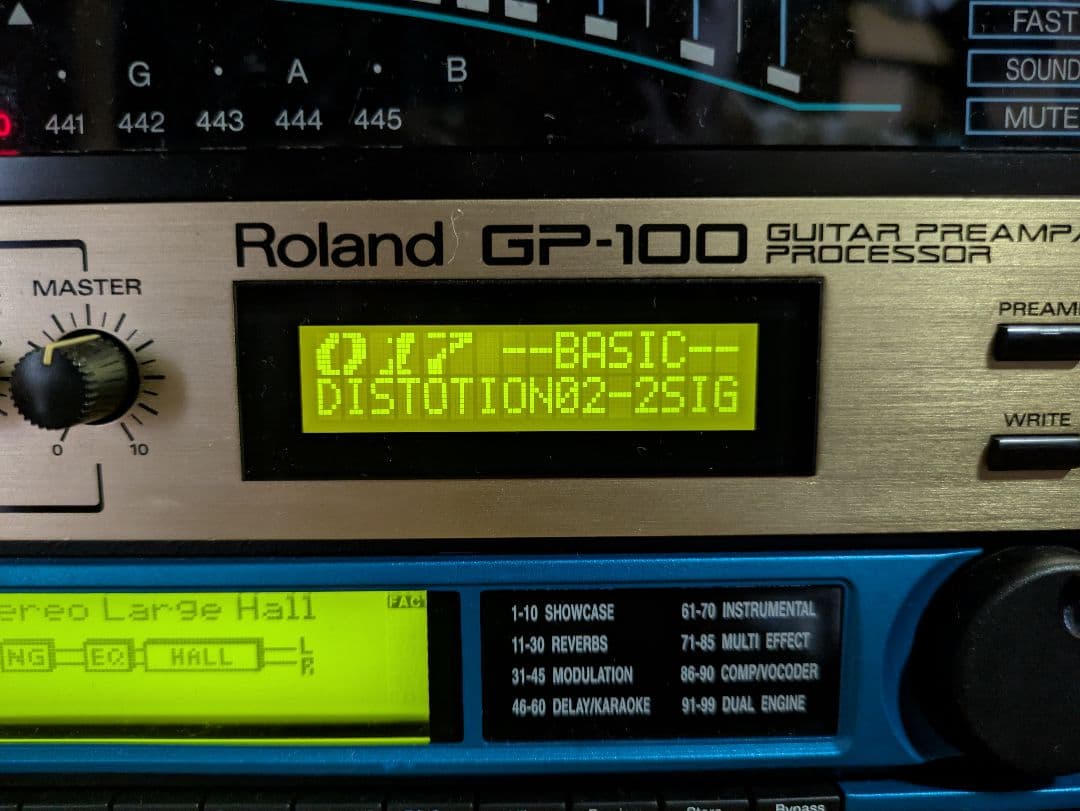 G A B
441 442 443 444 445
FAST
SOUND
MUTE
Roland GP-100 GUITAR PREAMP/
PROCESSOR
MASTER
0 10
017 --BASIC--
DISTOTION02-2SIG
PREAM
WRITE
ereo Large Hall FAC
NG EQ HALL L
R
1-10 SHOWCASE
11-30 REVERBS
31-45 MODULATION
46-60 DELAY/KARAOKE
61-70 INSTRUMENTAL
71-85 MULTI EFFECT
86-90 COMP/VOCODER
91-99 DUAL ENGINE
Bypass